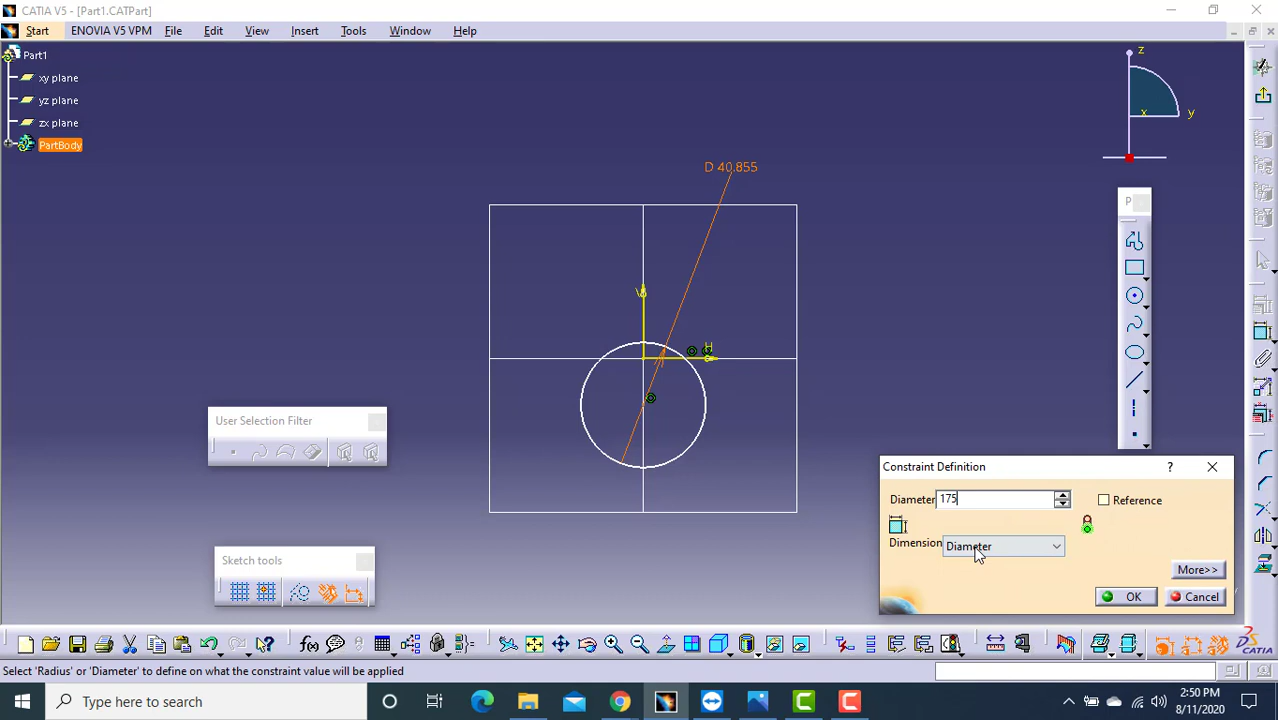 CATIA V5 - [Part1.CATPart]
Start ENOVIA V5 VPM File Edit View Insert Tools Window Help
Part1
xy plane
yz plane
zx plane
PartBody
z
x
y
D 40.855
P
V
H
User Selection Filter
Constraint Definition
Diameter 175 Reference
Dimension Diameter
More>>
OK Cancel
Sketch tools
f(x)
CATIA
Select 'Radius' or 'Diameter' to define on what the constraint value will be applied
Type here to search
2:50 PM
8/11/2020